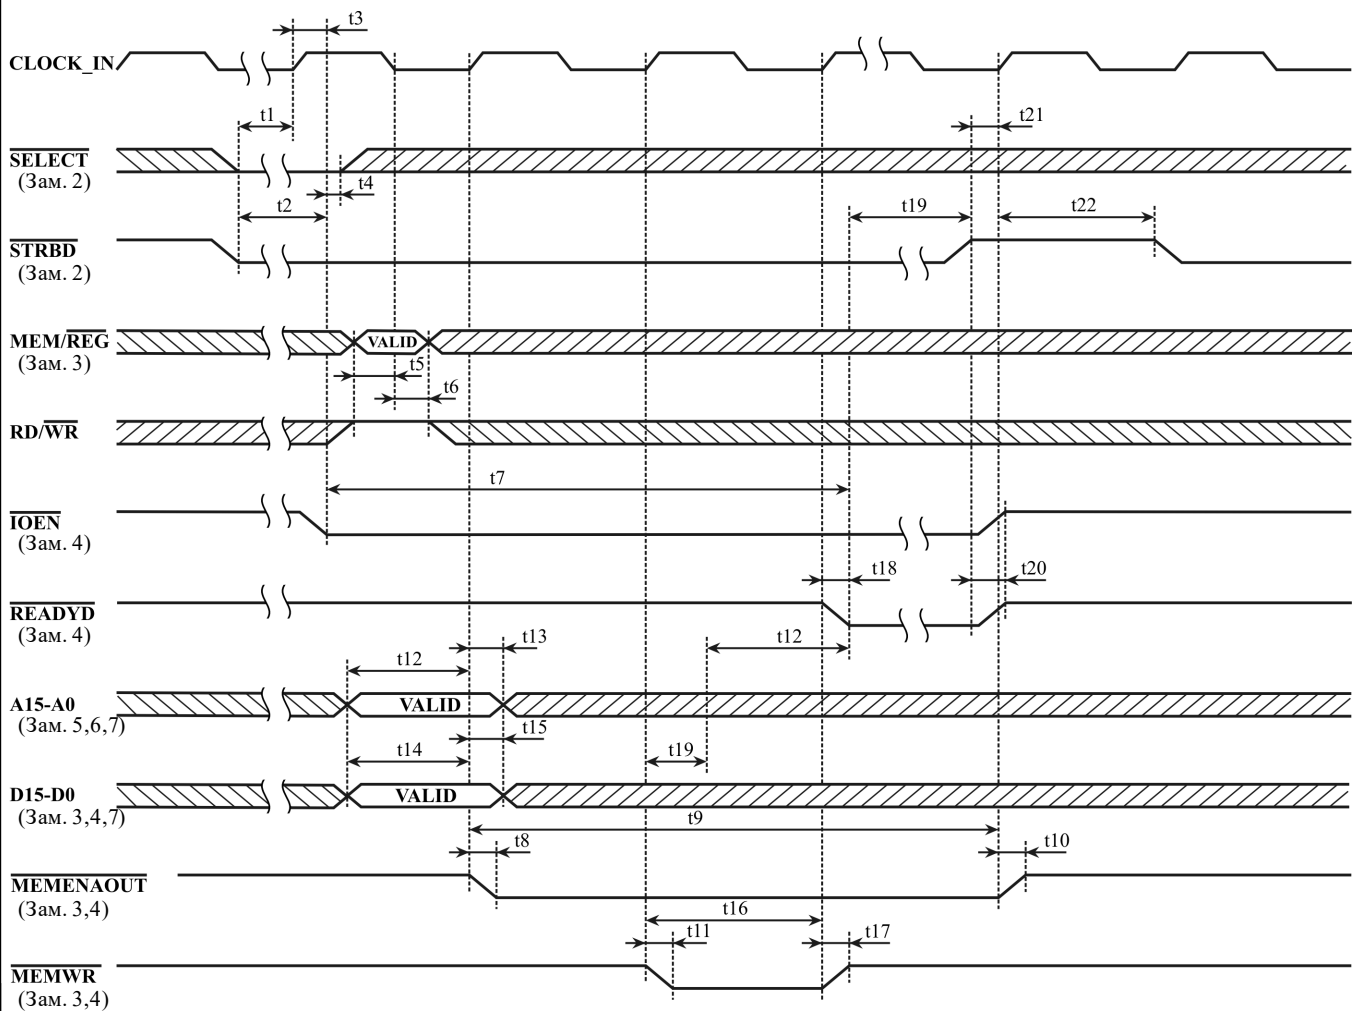 t3
CLOCK_IN
t1
t21
SELECT
(Зам. 2)
t4
t2
t19
t22
STRBD
(Зам. 2)
MEM/REG
VALID
(Зам. 3)
t5
t6
RD/WR
t7
IOEN
(Зам. 4)
t18
t20
READYD
(Зам. 4)
t13
t12
t12
A15-A0
VALID
(Зам. 5,6,7)
t15
t14
t19
D15-D0
VALID
(Зам. 3,4,7)
t9
t8
t10
MEMENAOUT
(Зам. 3,4)
t16
t11
t17
MEMWR
(Зам. 3,4)